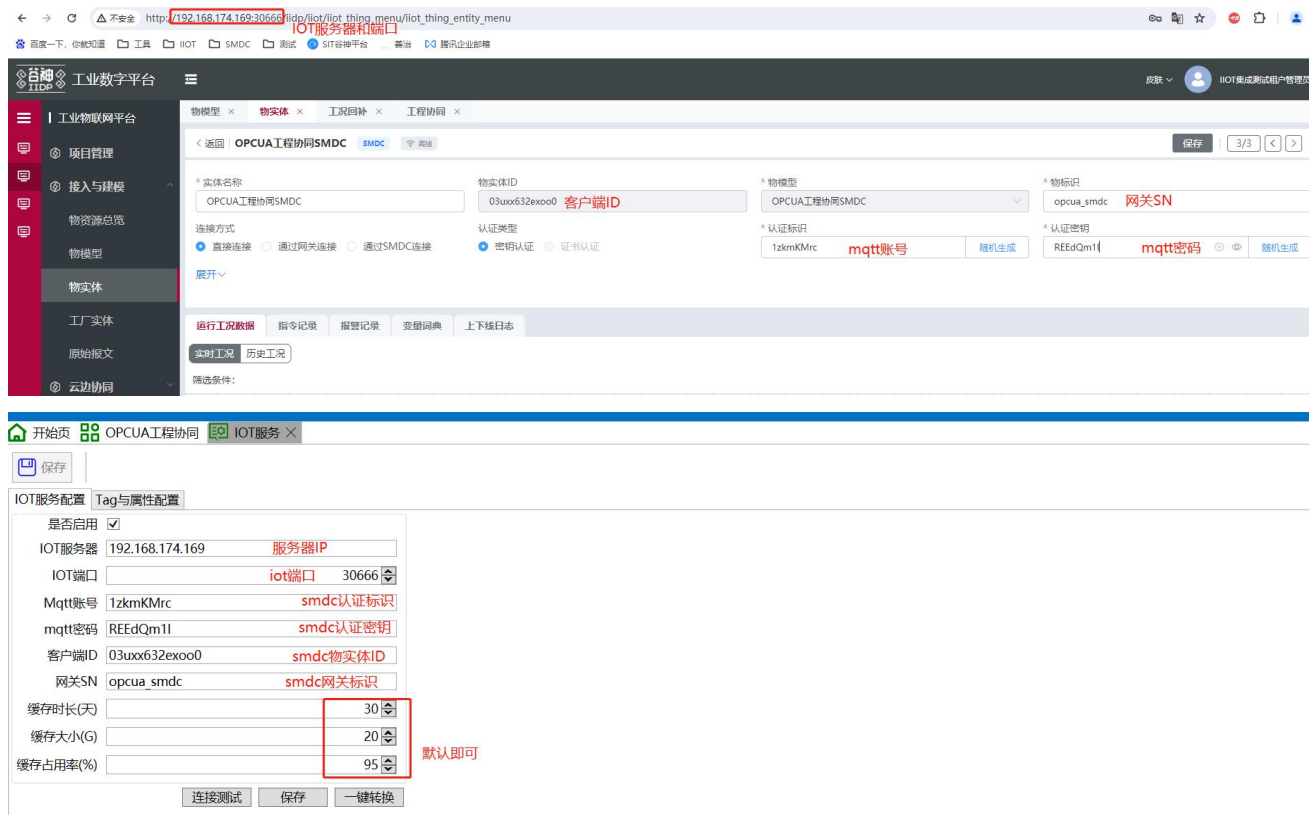 不安全 http://192.168.174.169:30666/iidp/iiot/iiot_thing_menu/iiot_thing_entity_menu
IOT服务器和端口
百度一下,你就知道 工具 IIOT SMDC 测试 SIT谷神平台 善治 腾讯企业邮箱
谷神 IIDP 工业数字平台 皮肤 IIOT集成测试租户管理员
工业物联网平台 物模型 × 物实体 × 工况回补 × 工程协同 ×
项目管理
接入与建模
物资源总览
物模型
物实体
工厂实体
原始报文
云边协同
< 返回 | OPCUA工程协同SMDC SMDC 离线 保存 3/3 < >
* 实体名称 物实体ID * 物模型 * 物标识
OPCUA工程协同SMDC 03uxx632exoo0 客户端ID OPCUA工程协同SMDC opcua_smdc 网关SN
连接方式 认证类型 * 认证标识 * 认证密钥
直接连接 通过网关连接 通过SMDC连接 密钥认证 证书认证 1zkmKMrc mqtt账号 随机生成 REEdQm1l mqtt密码 随机生成
展开
运行工况数据 指令记录 报警记录 变量词典 上下线日志
实时工况 历史工况
筛选条件:
开始页 OPCUA工程协同 IOT服务 ×
保存
IOT服务配置 Tag与属性配置
是否启用
IOT服务器 192.168.174.169 服务器IP
IOT端口 iot端口 30666
Mqtt账号 1zkmKMrc smdc认证标识
mqtt密码 REEdQm1l smdc认证密钥
客户端ID 03uxx632exoo0 smdc物实体ID
网关SN opcua_smdc smdc网关标识
缓存时长(天) 30
缓存大小(G) 20
默认即可
缓存占用率(%) 95
连接测试 保存 一键转换